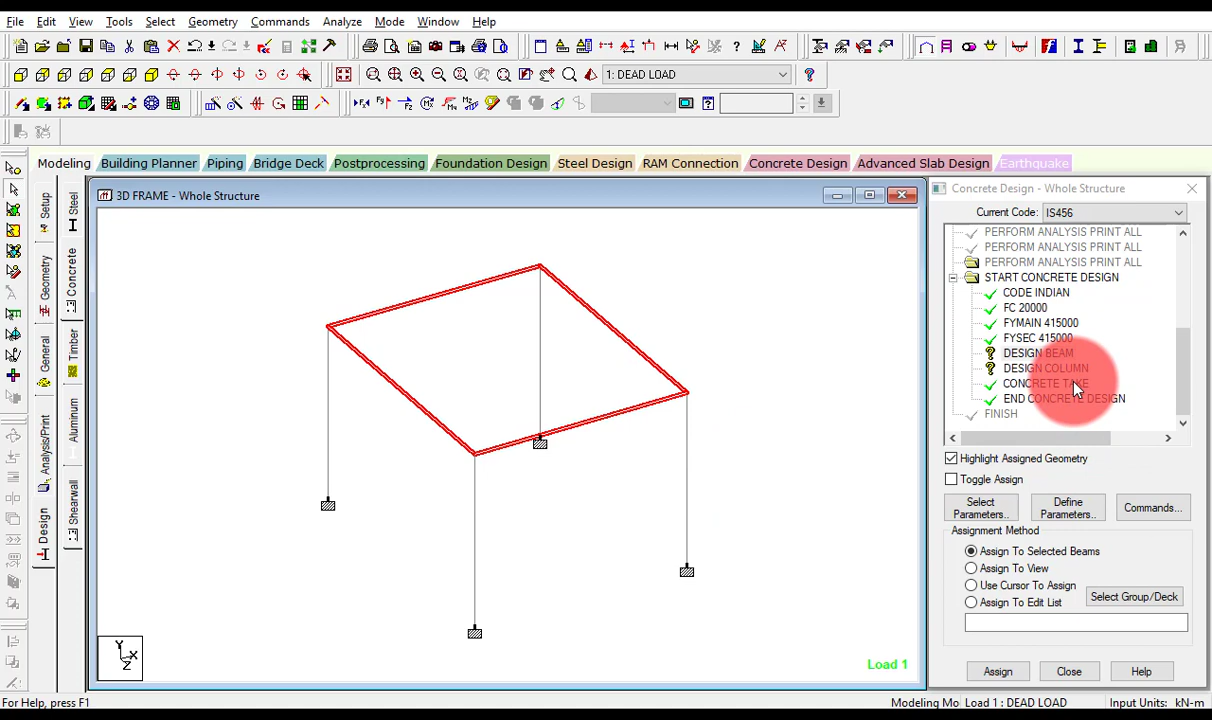 File Edit View Tools Select Geometry Commands Analyze Mode Window Help
1: DEAD LOAD
Modeling Building Planner Piping Bridge Deck Postprocessing Foundation Design Steel Design RAM Connection Concrete Design Advanced Slab Design Earthquake
Setup
Geometry
General
Analysis/Print
Design
Steel
Concrete
Timber
Aluminum
Shearwall
3D FRAME - Whole Structure
Y
X
Z
Load 1
Concrete Design - Whole Structure
Current Code: IS456
PERFORM ANALYSIS PRINT ALL
PERFORM ANALYSIS PRINT ALL
PERFORM ANALYSIS PRINT ALL
START CONCRETE DESIGN
CODE INDIAN
FC 20000
FYMAIN 415000
FYSEC 415000
DESIGN BEAM
DESIGN COLUMN
CONCRETE TAKE
END CONCRETE DESIGN
FINISH
Highlight Assigned Geometry
Toggle Assign
Select Parameters..
Define Parameters..
Commands...
Assignment Method
Assign To Selected Beams
Assign To View
Use Cursor To Assign
Assign To Edit List
Select Group/Deck
Assign Close Help
For Help, press F1 Modeling Mo Load 1 : DEAD LOAD Input Units: kN-m